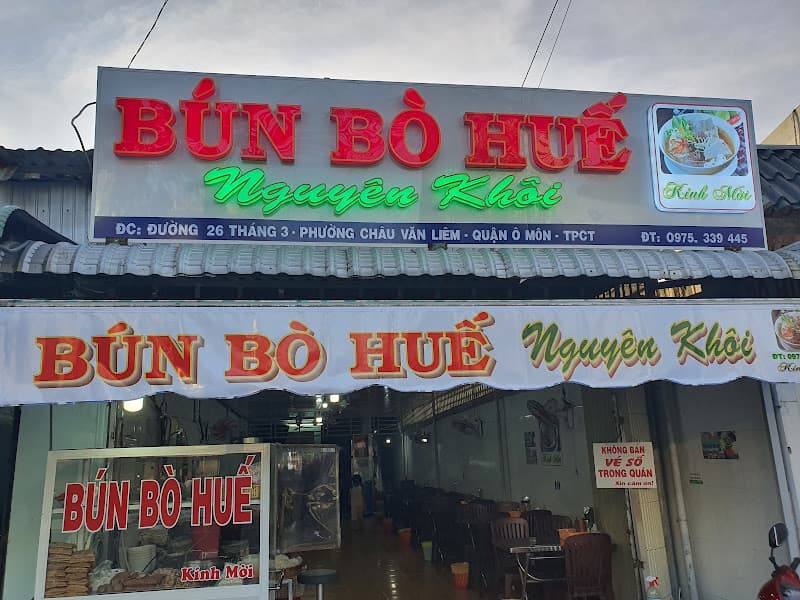 BÚN BÒ HUẾ
Nguyên Khôi
Kính Mời
ĐC: ĐƯỜNG 26 THÁNG 3 - PHƯỜNG CHÂU VĂN LIÊM - QUẬN Ô MÔN - TPCT
ĐT: 0975. 339 445
BÚN BÒ HUẾ Nguyên Khôi
ĐT: 097
BÚN BÒ HUẾ
Kính Mời
KHÔNG BÁN
VÉ SỐ
TRONG QUÁN
Xin cảm ơn!